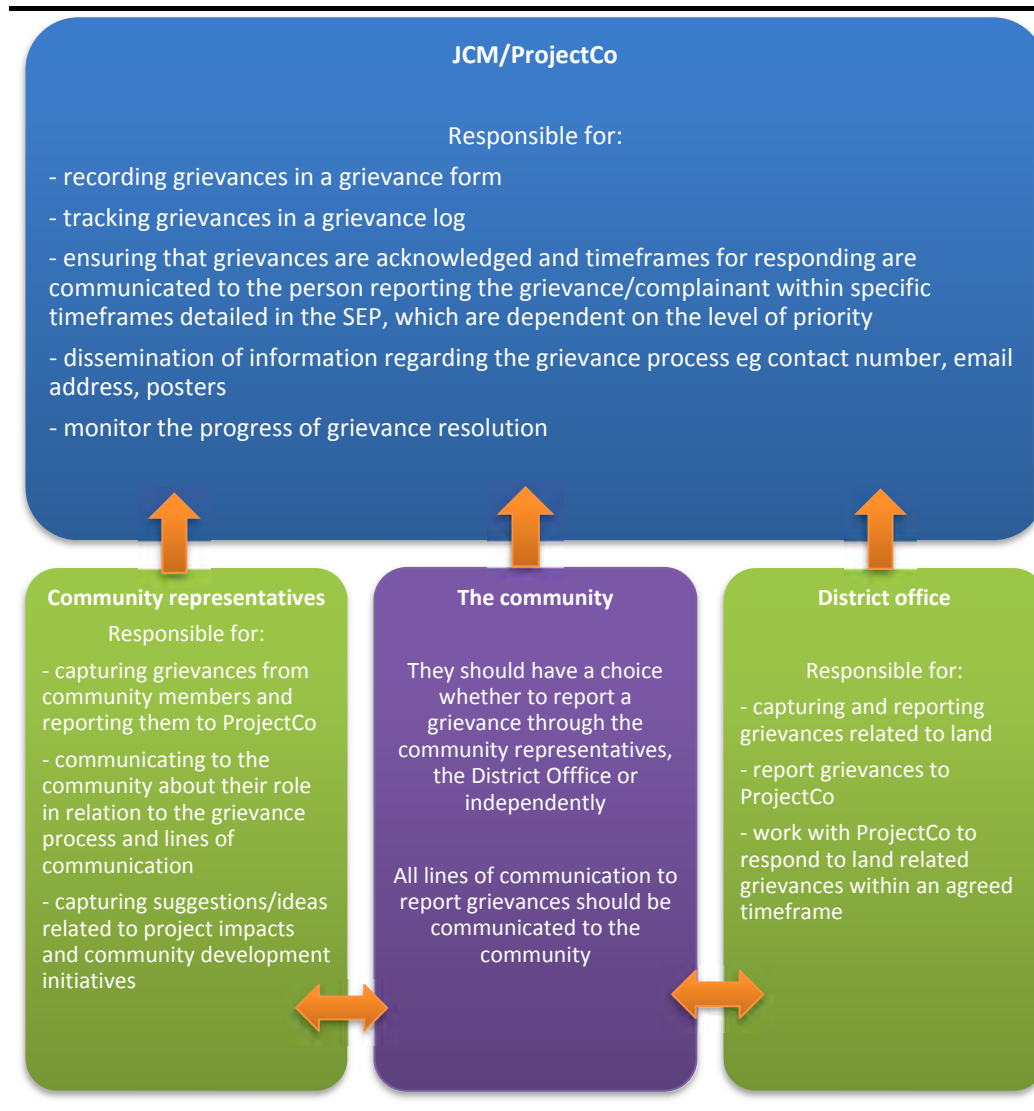 JCM/ProjectCo
Responsible for:
- recording grievances in a grievance form
- tracking grievances in a grievance log
- ensuring that grievances are acknowledged and timeframes for responding are
communicated to the person reporting the grievance/complainant within specific
timeframes detailed in the SEP, which are dependent on the level of priority
- dissemination of information regarding the grievance process eg contact number, email
address, posters
- monitor the progress of grievance resolution
Community representatives
Responsible for:
- capturing grievances from
community members and
reporting them to ProjectCo
- communicating to the
community about their role
in relation to the grievance
process and lines of
communication
- capturing suggestions/ideas
related to project impacts
and community development
initiatives
The community
They should have a choice
whether to report a
grievance through the
community representatives,
the District Offfice or
independently
All lines of communication to
report grievances should be
communicated to the
community
District office
Responsible for:
- capturing and reporting
grievances related to land
- report grievances to
ProjectCo
- work with ProjectCo to
respond to land related
grievances within an agreed
timeframe